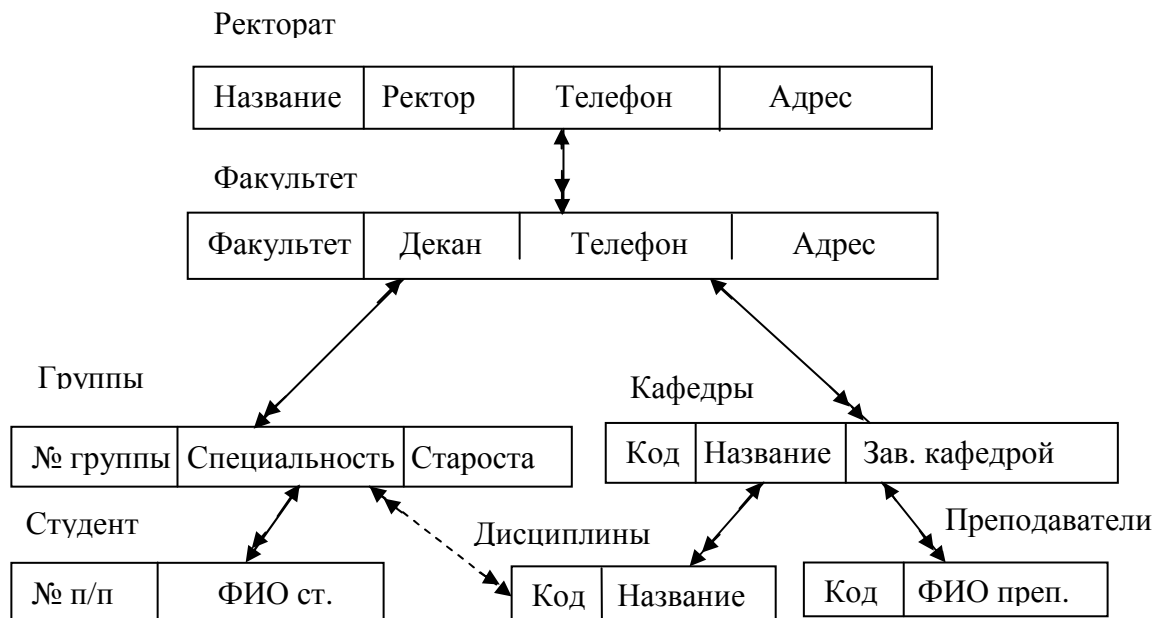 Ректорат
Название Ректор Телефон Адрес
Факультет
Факультет Декан Телефон Адрес
Группы
Кафедры
№ группы Специальность Староста
Код Название Зав. кафедрой
Студент
Дисциплины
Преподаватели
№ п/п ФИО ст.
Код Название
Код ФИО преп.